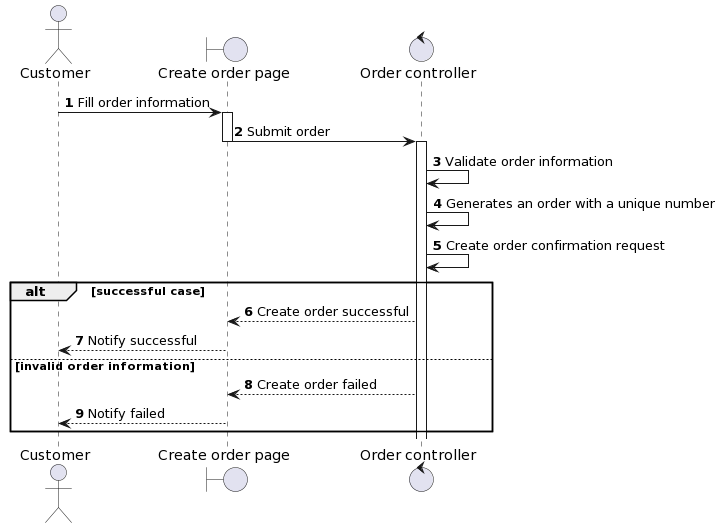 Customer
Create order page
Order controller
1 Fill order information
2 Submit order
3 Validate order information
4 Generates an order with a unique number
5 Create order confirmation request
alt [successful case]
6 Create order successful
7 Notify successful
[invalid order information]
8 Create order failed
9 Notify failed
Customer
Create order page
Order controller